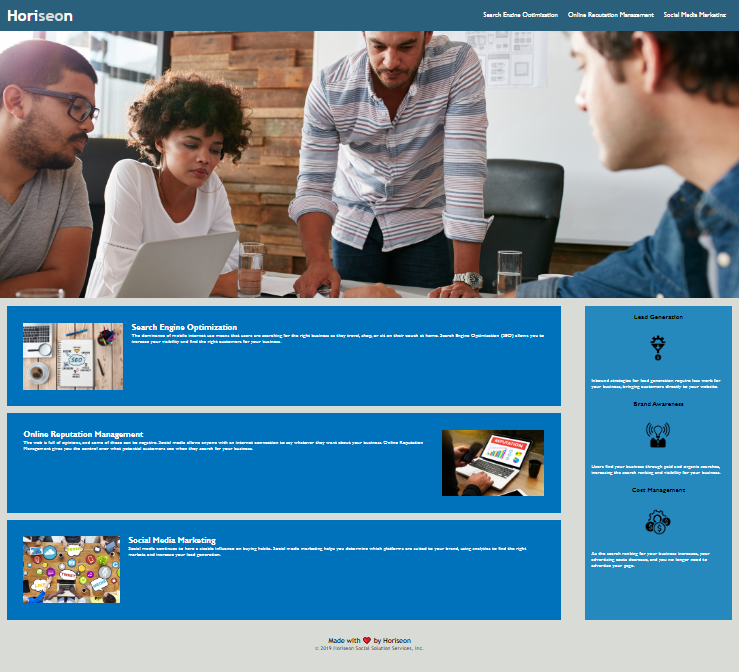 Horiseon
Search Engine Optimization Online Reputation Management Social Media Marketing
Search Engine Optimization
The dominance of mobile internet use means that users are searching for the right business as they travel, shop, or sit on their couch at home. Search Engine Optimization (SEO) allows you to
increase your visibility and find the right customers for your business.
SEO
Online Reputation Management
The web is full of opinions, and some of these can be negative. Social media allows anyone with an internet connection to say whatever they want about your business. Online Reputation
Management gives you the control over what potential customers see when they search for your business.
REPUTATION
Social Media Marketing
Social media continues to have a sizable influence on buying habits. Social media marketing helps you determine which platforms are suited to your brand, using analytics to find the right
markets and increase your lead generation.
Lead Generation
Inbound strategies for lead generation require less work for
your business, bringing customers directly to your website.
Brand Awareness
Users find your business through paid and organic searches,
increasing the search ranking and visibility for your business.
Cost Management
As the search ranking for your business increases, your
advertising costs decrease, and you no longer need to
advertise your page.
Made with ❤️ by Horiseon
© 2019 Horiseon Social Solution Services, Inc.